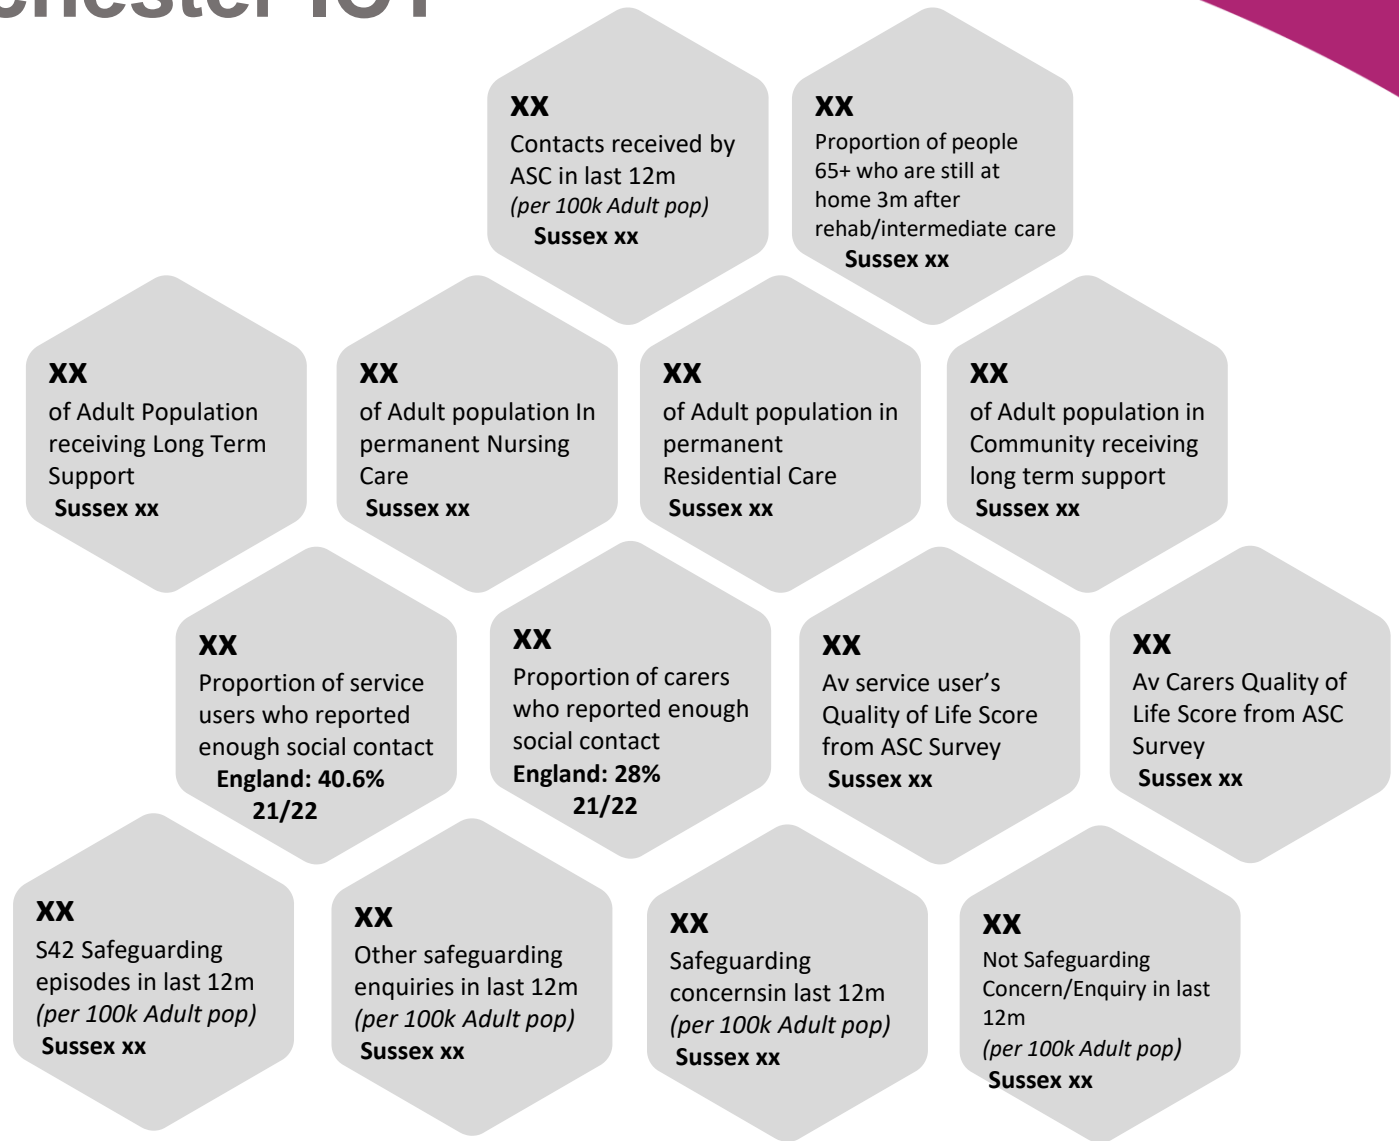 XX
Contacts received by
ASC in last 12m
(per 100k Adult pop)
Sussex xx
XX
Proportion of people
65+ who are still at
home 3m after
rehab/intermediate care
Sussex xx
XX
of Adult Population
receiving Long Term
Support
Sussex xx
XX
of Adult population In
permanent Nursing
Care
Sussex xx
XX
of Adult population in
permanent
Residential Care
Sussex xx
XX
of Adult population in
Community receiving
long term support
Sussex xx
XX
Proportion of service
users who reported
enough social contact
England: 40.6%
21/22
XX
Proportion of carers
who reported enough
social contact
England: 28%
21/22
XX
Av service user’s
Quality of Life Score
from ASC Survey
Sussex xx
XX
Av Carers Quality of
Life Score from ASC
Survey
Sussex xx
XX
S42 Safeguarding
episodes in last 12m
(per 100k Adult pop)
Sussex xx
XX
Other safeguarding
enquiries in last 12m
(per 100k Adult pop)
Sussex xx
XX
Safeguarding
concernsin last 12m
(per 100k Adult pop)
Sussex xx
XX
Not Safeguarding
Concern/Enquiry in last
12m
(per 100k Adult pop)
Sussex xx